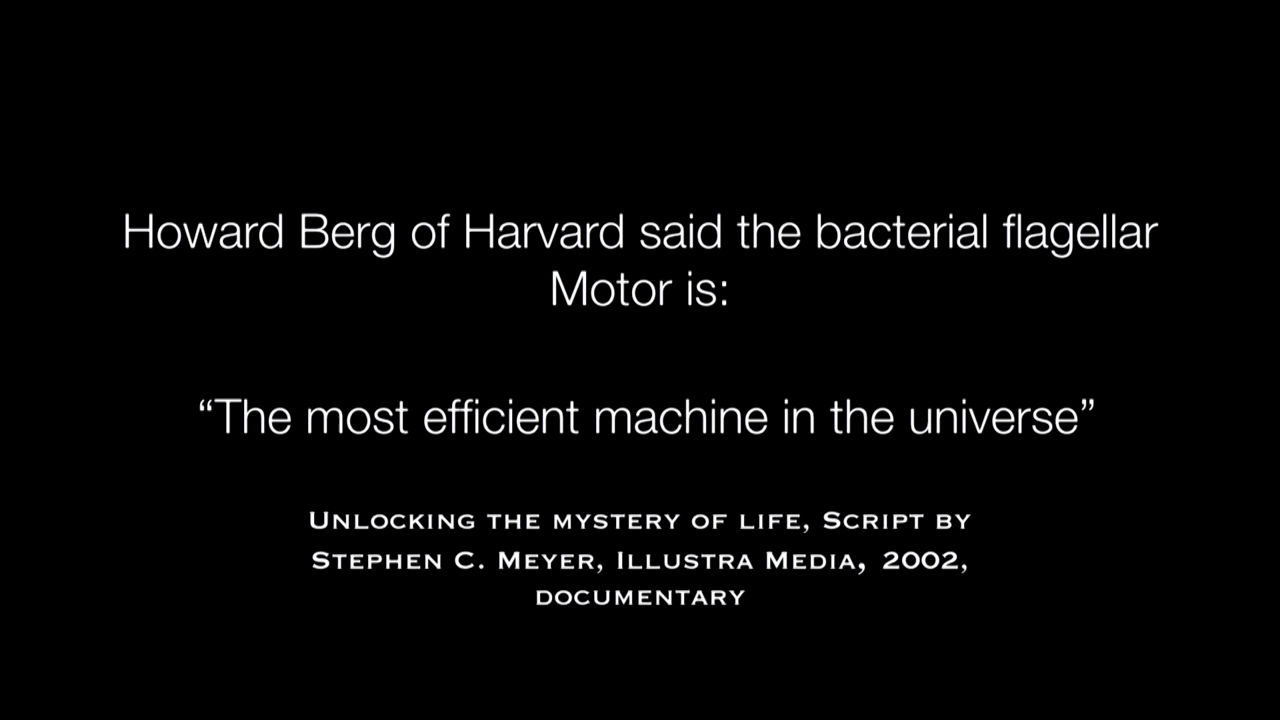 Howard Berg of Harvard said the bacterial flagellar
Motor is:
“The most efficient machine in the universe”
Unlocking the mystery of life, Script by
Stephen C. Meyer, Illustra Media, 2002,
documentary